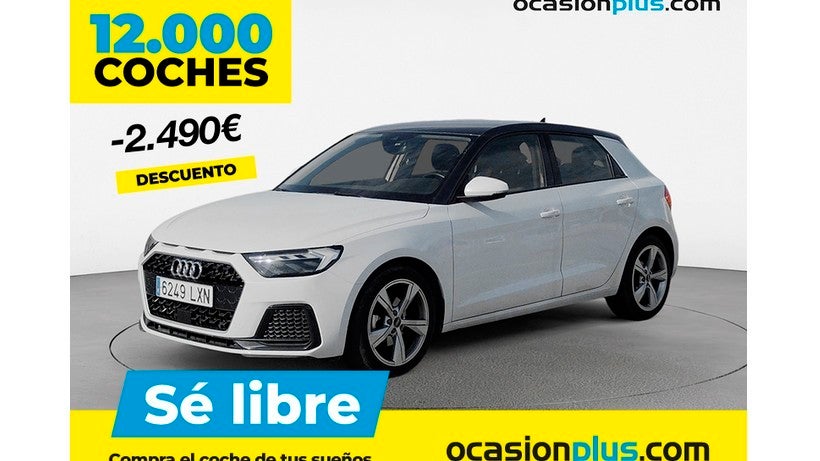 ocasionplus.com
12.000
COCHES
-2.490€
DESCUENTO
6249 LXN
Sé libre
Compra el coche de tus sueños
ocasionplus.com